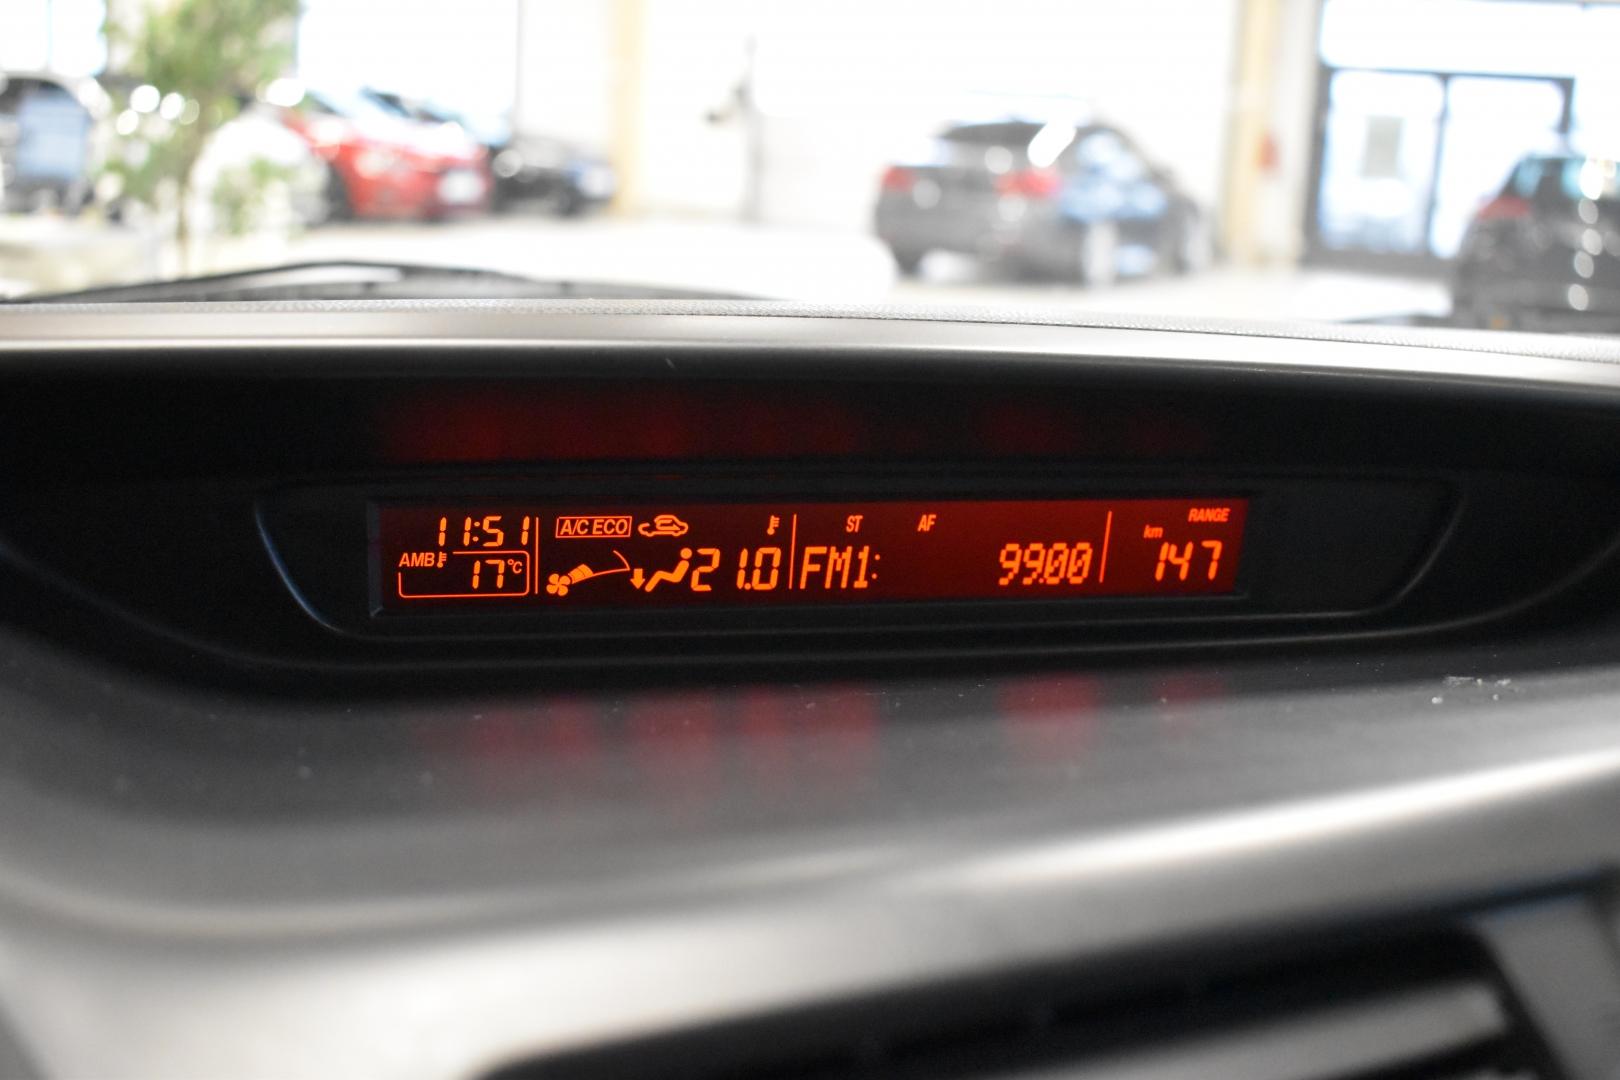 11:51 A/C ECO ST AF RANGE
AMB 17°C 21.0 FM1: 99.00 km 147